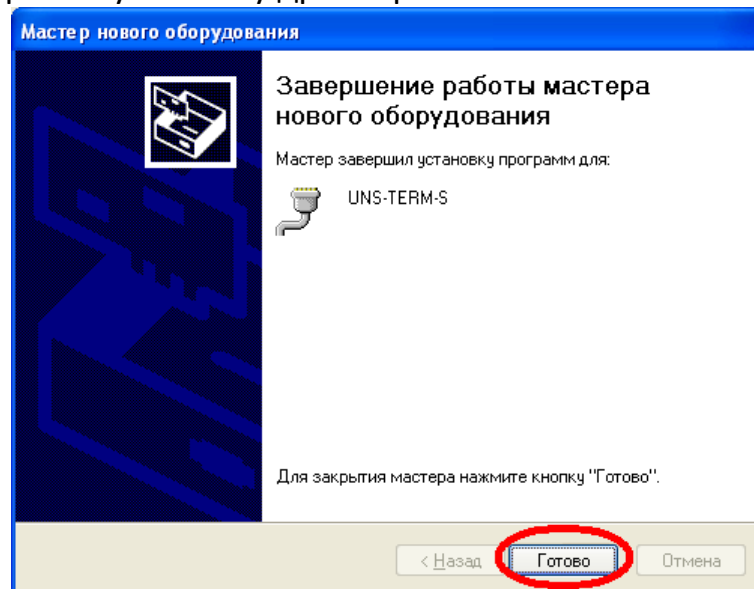 Мастер нового оборудования
Завершение работы мастера
нового оборудования
Мастер завершил установку программ для:
UNS-TERM-S
Для закрытия мастера нажмите кнопку "Готово".
< Назад Готово Отмена